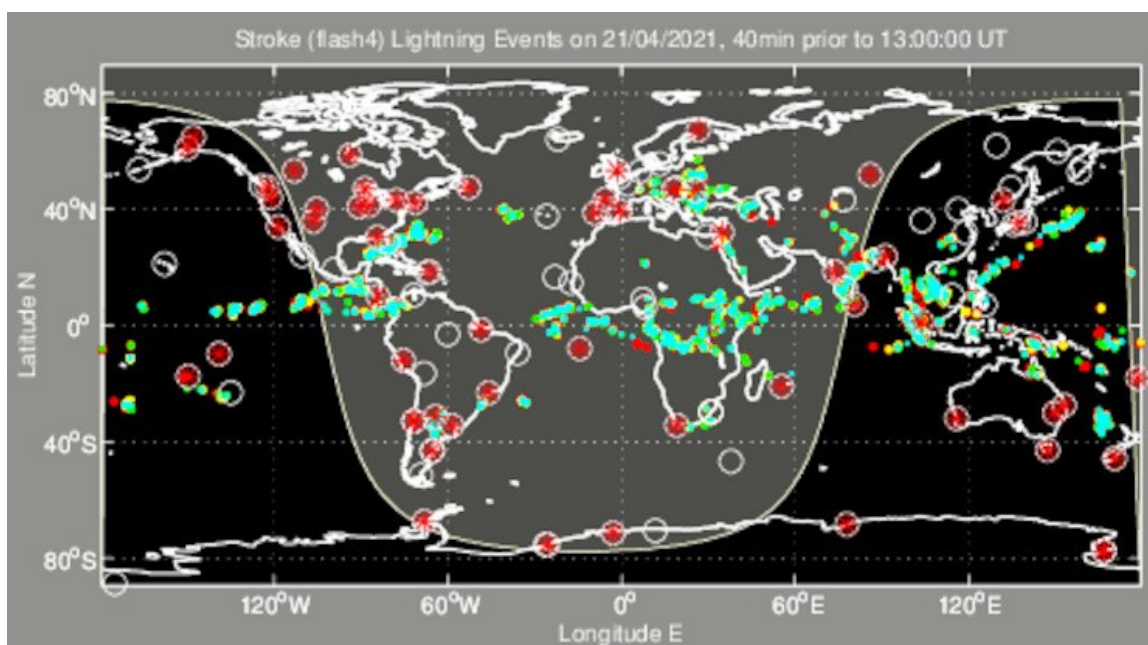 Stroke (flash4) Lightning Events on 21/04/2021, 40min prior to 13:00:00 UT
80°N
40°N
0°
40°S
80°S
Latitude N
120°W
60°W
0°
60°E
120°E
Longitude E